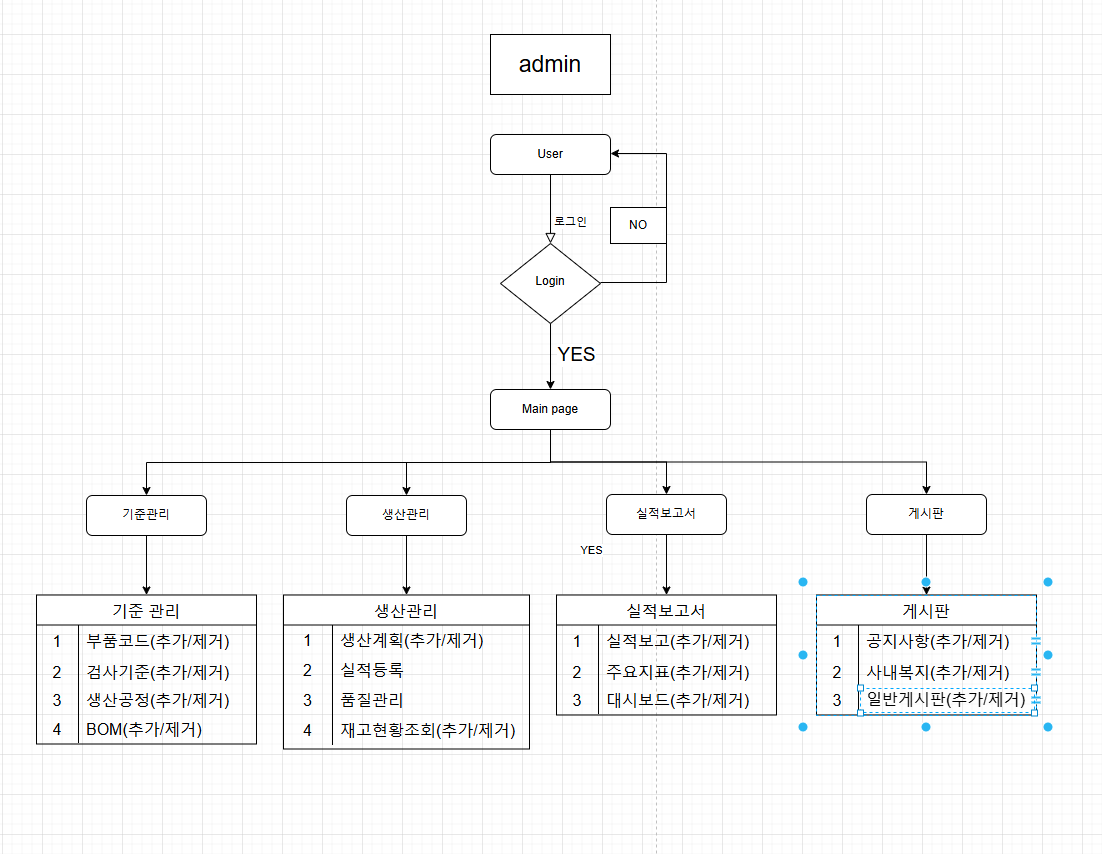 admin
User
로그인
NO
Login
YES
Main page
기준관리
생산관리
실적보고서
게시판
YES
기준 관리
1 부품코드(추가/제거)
2 검사기준(추가/제거)
3 생산공정(추가/제거)
4 BOM(추가/제거)
생산관리
1 생산계획(추가/제거)
2 실적등록
3 품질관리
4 재고현황조회(추가/제거)
실적보고서
1 실적보고(추가/제거)
2 주요지표(추가/제거)
3 대시보드(추가/제거)
게시판
1 공지사항(추가/제거)
2 사내복지(추가/제거)
3 일반게시판(추가/제거)